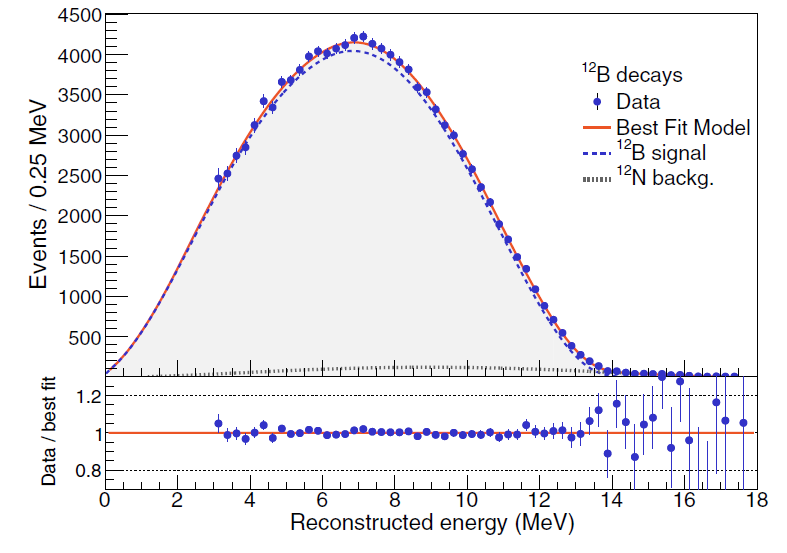 4500
4000
3500
3000
2500
2000
1500
1000
500
Events / 0.25 MeV
¹²B decays
Data
Best Fit Model
¹²B signal
¹²N backg.
1.2
1
0.8
Data / best fit
0 2 4 6 8 10 12 14 16 18
Reconstructed energy (MeV)